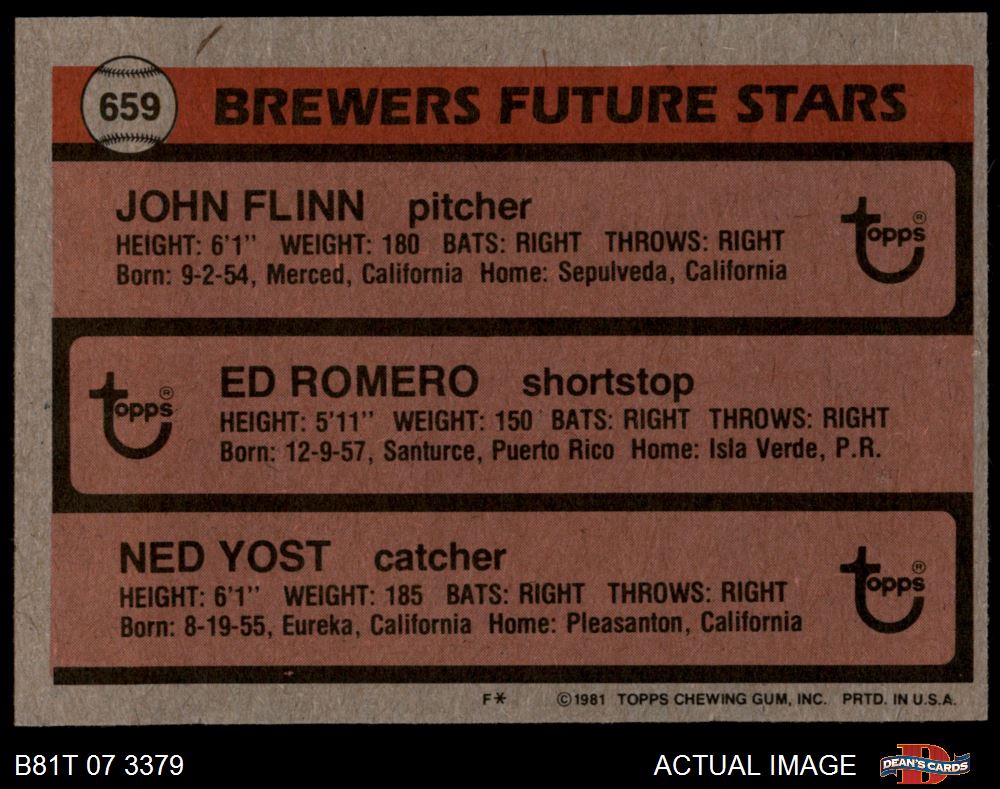 659 BREWERS FUTURE STARS
JOHN FLINN pitcher
HEIGHT: 6'1" WEIGHT: 180 BATS: RIGHT THROWS: RIGHT
Born: 9-2-54, Merced, California Home: Sepulveda, California
topps ®
ED ROMERO shortstop
HEIGHT: 5'11" WEIGHT: 150 BATS: RIGHT THROWS: RIGHT
Born: 12-9-57, Santurce, Puerto Rico Home: Isla Verde, P.R.
topps ®
NED YOST catcher
HEIGHT: 6'1" WEIGHT: 185 BATS: RIGHT THROWS: RIGHT
Born: 8-19-55, Eureka, California Home: Pleasanton, California
topps ®
F* ©1981 TOPPS CHEWING GUM, INC. PRTD. IN U.S.A.
B81T 07 3379 ACTUAL IMAGE D DEAN'S CARDS